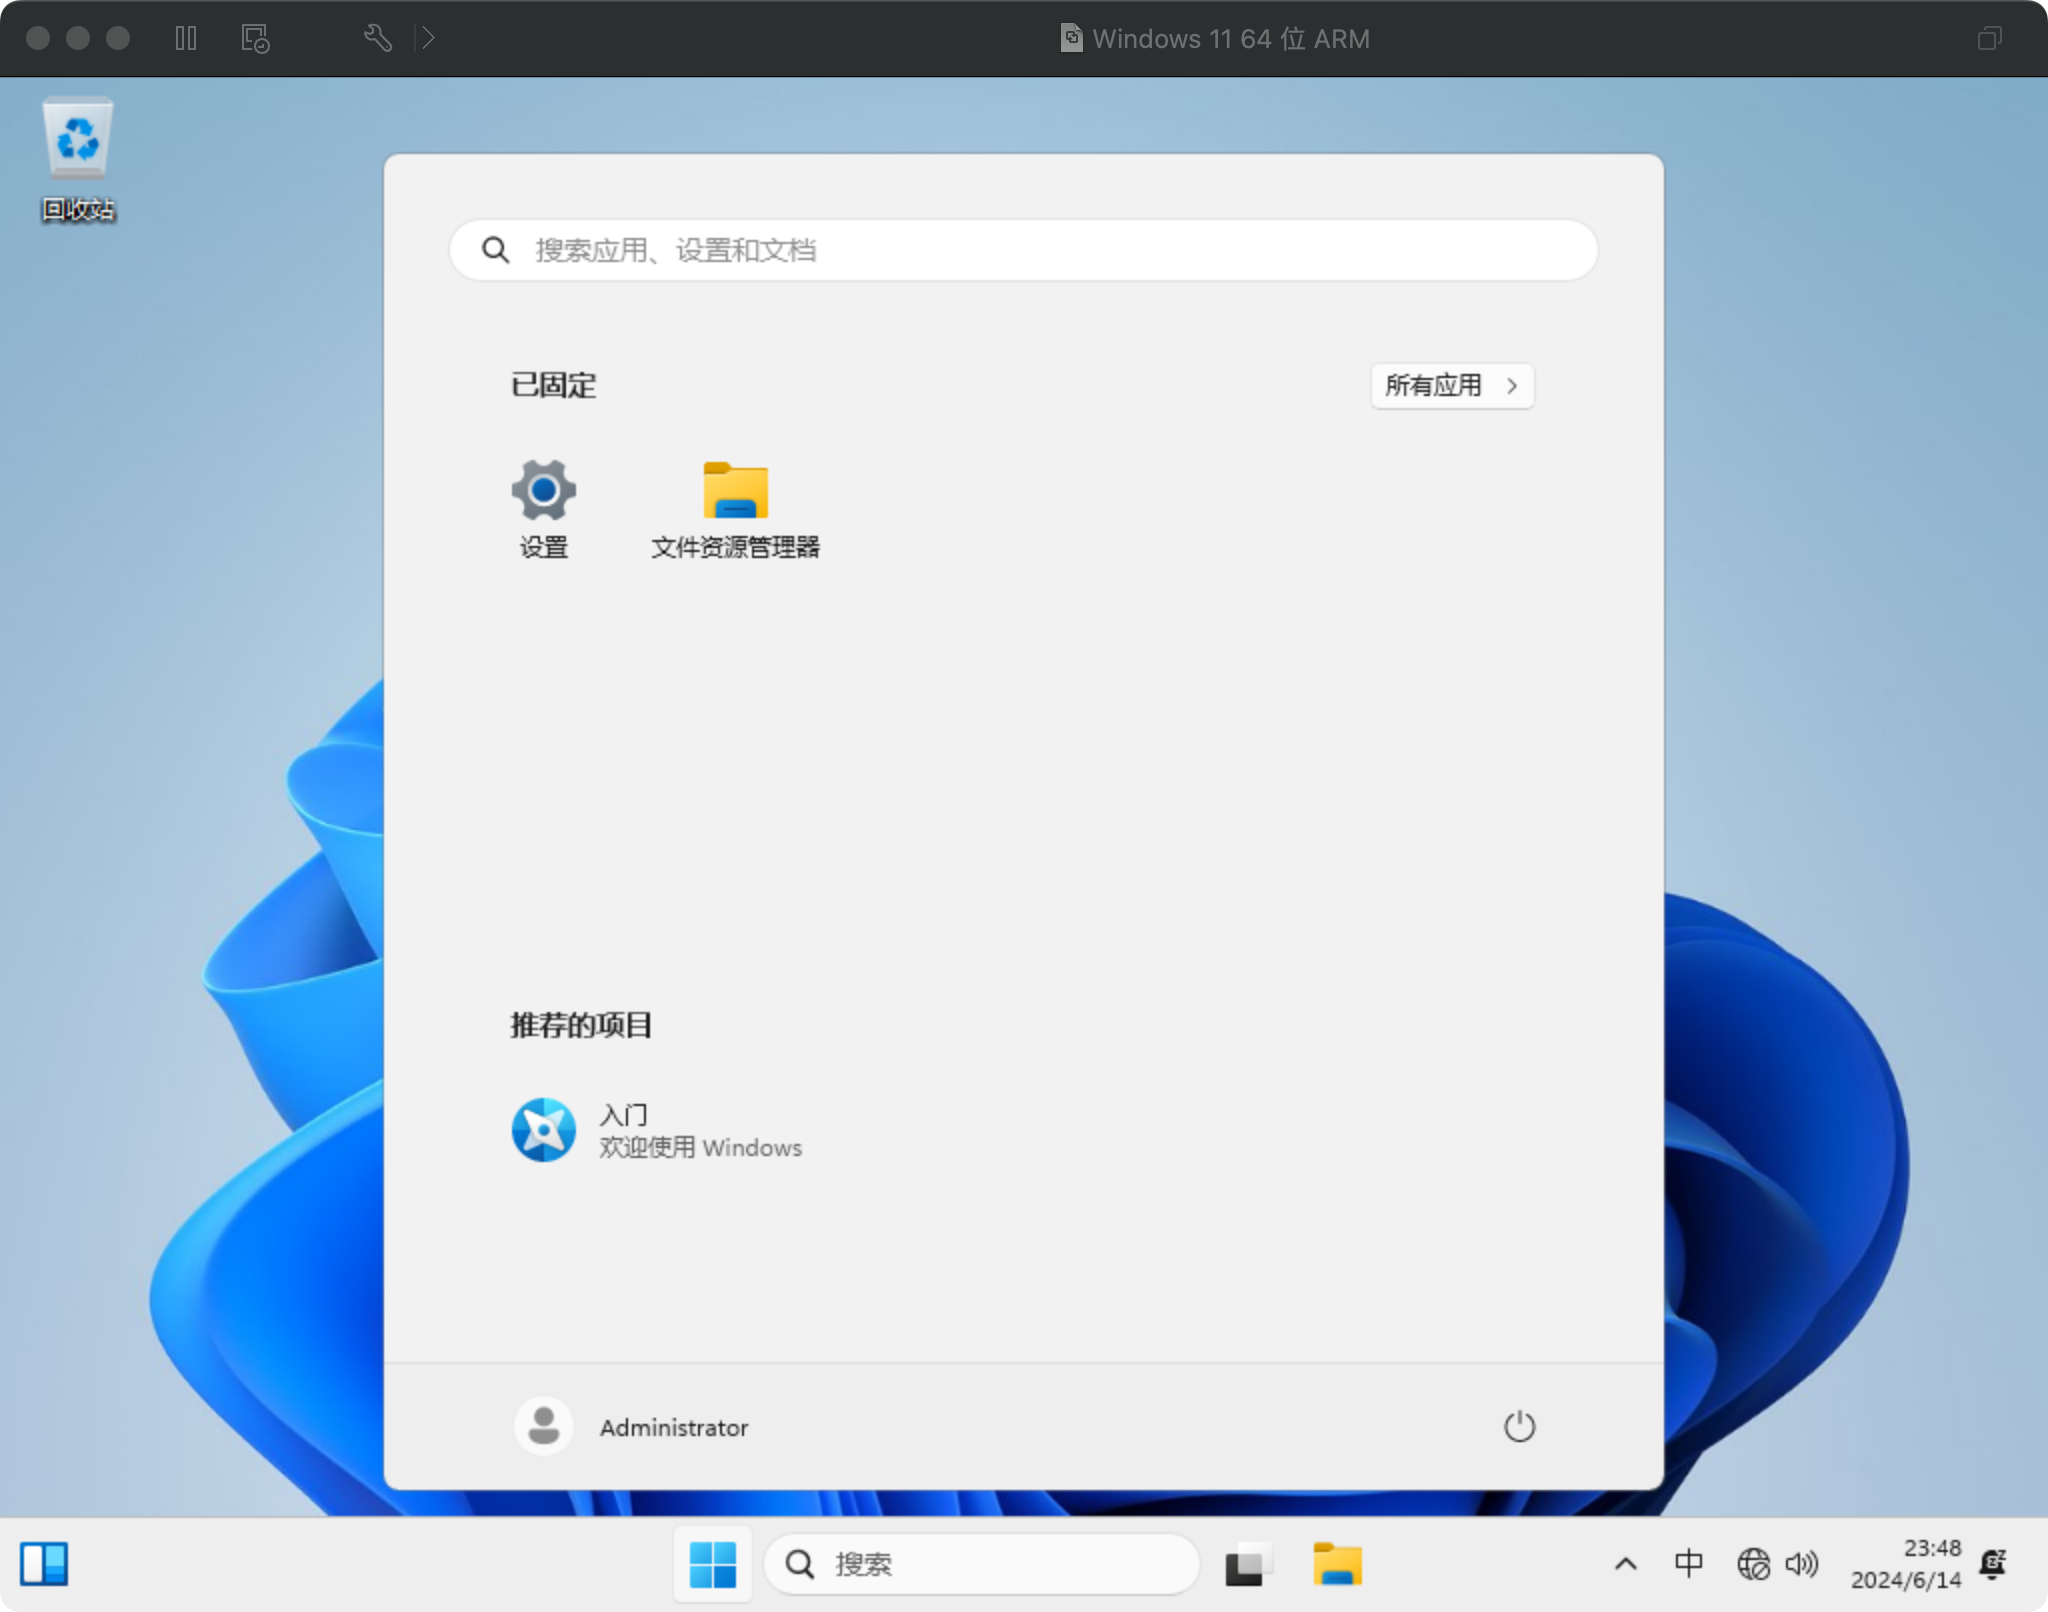 Windows 11 64 位 ARM
回收站
搜索应用、设置和文档
已固定
所有应用
设置
文件资源管理器
推荐的项目
入门
欢迎使用 Windows
Administrator
搜索
中
23:48
2024/6/14